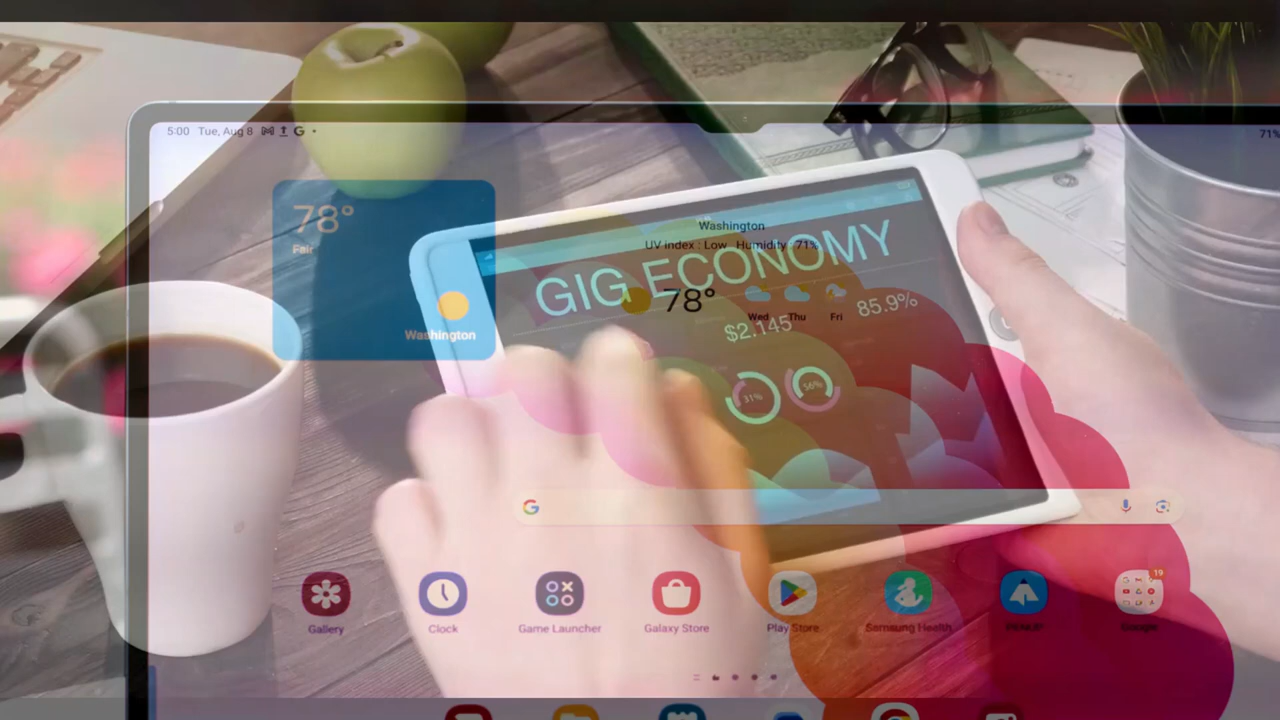 5:00 Tue, Aug 8
71%
78°
Fair
Washington
Washington
UV index : Low Humidity : 71%
78°
Wed Thu Fri
GIG ECONOMY
$2.145
85.9%
31%
56%
19
Gallery
Clock
Game Launcher
Galaxy Store
Play Store
Samsung Health
PENUP
Google